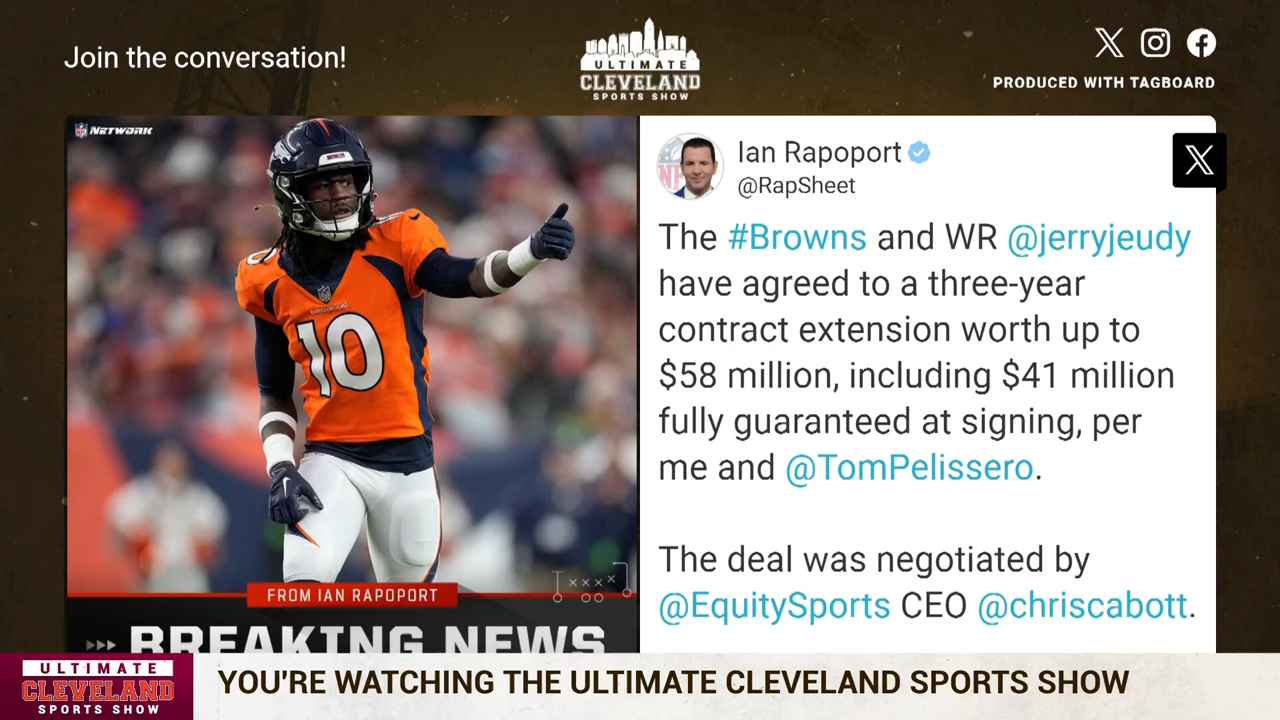 Join the conversation!
ULTIMATE
CLEVELAND
SPORTS SHOW
PRODUCED WITH TAGBOARD
NFL NETWORK
BRONCOS
10
10
FROM IAN RAPOPORT
BREAKING NEWS
Ian Rapoport
@RapSheet
X
The #Browns and WR @jerryjeudy
have agreed to a three-year
contract extension worth up to
$58 million, including $41 million
fully guaranteed at signing, per
me and @TomPelissero.
The deal was negotiated by
@EquitySports CEO @chriscabott.
ULTIMATE
CLEVELAND
SPORTS SHOW
YOU'RE WATCHING THE ULTIMATE CLEVELAND SPORTS SHOW